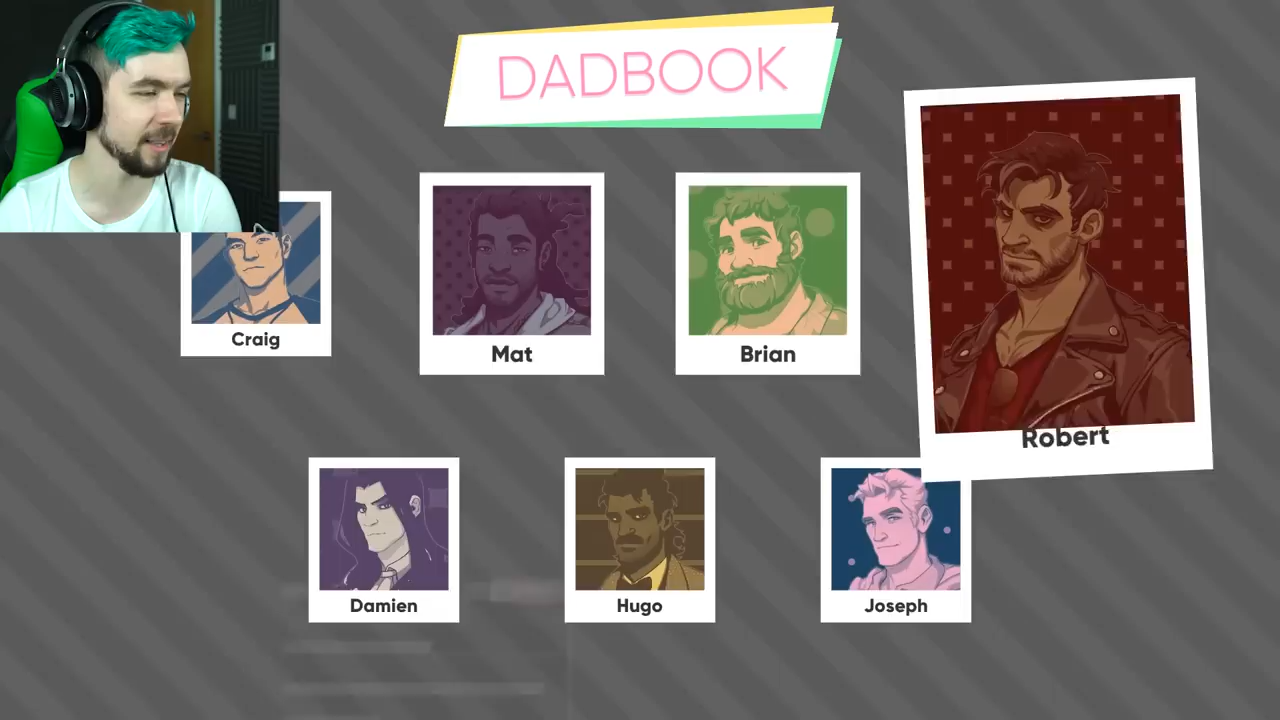 DADBOOK
Craig
Mat
Brian
Robert
Damien
Hugo
Joseph